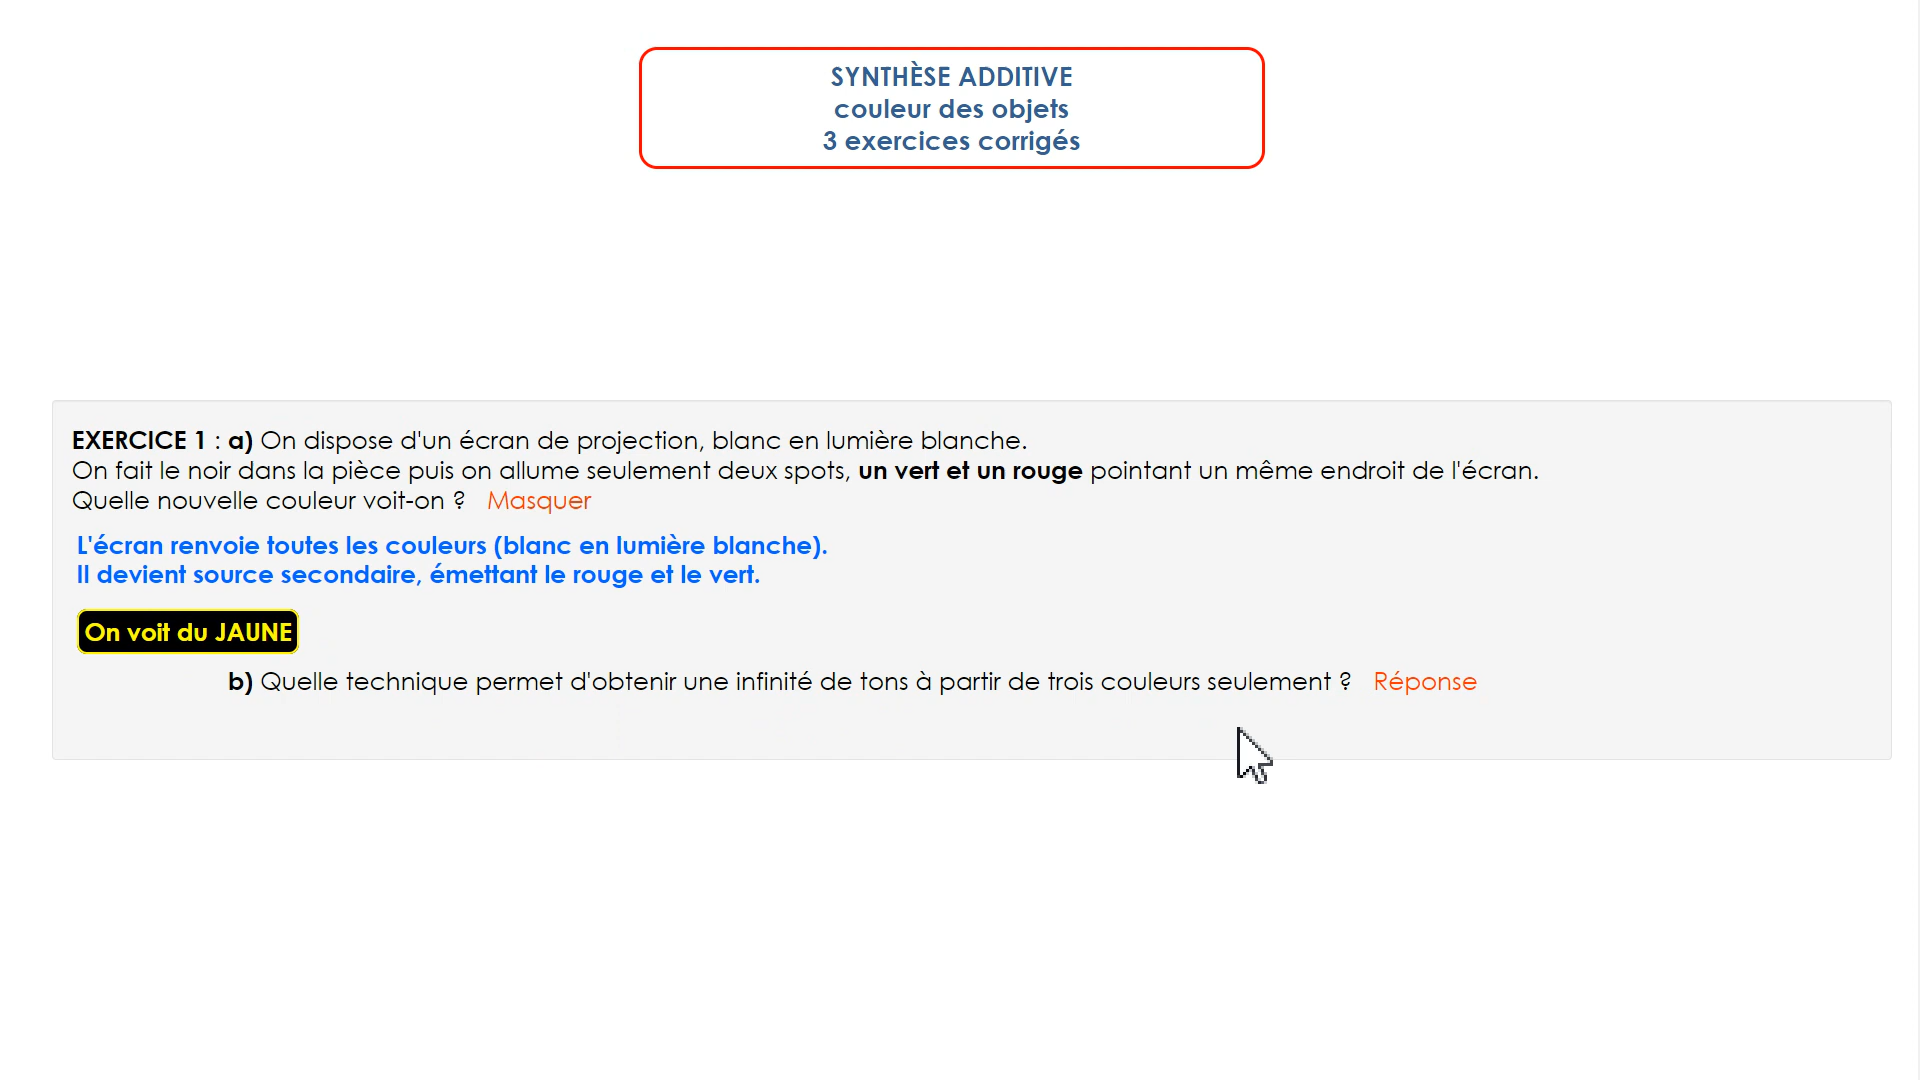 SYNTHÈSE ADDITIVE
couleur des objets
3 exercices corrigés
EXERCICE 1 : a) On dispose d'un écran de projection, blanc en lumière blanche.
On fait le noir dans la pièce puis on allume seulement deux spots, un vert et un rouge pointant un même endroit de l'écran.
Quelle nouvelle couleur voit-on ? Masquer
L'écran renvoie toutes les couleurs (blanc en lumière blanche).
Il devient source secondaire, émettant le rouge et le vert.
On voit du JAUNE
b) Quelle technique permet d'obtenir une infinité de tons à partir de trois couleurs seulement ? Réponse